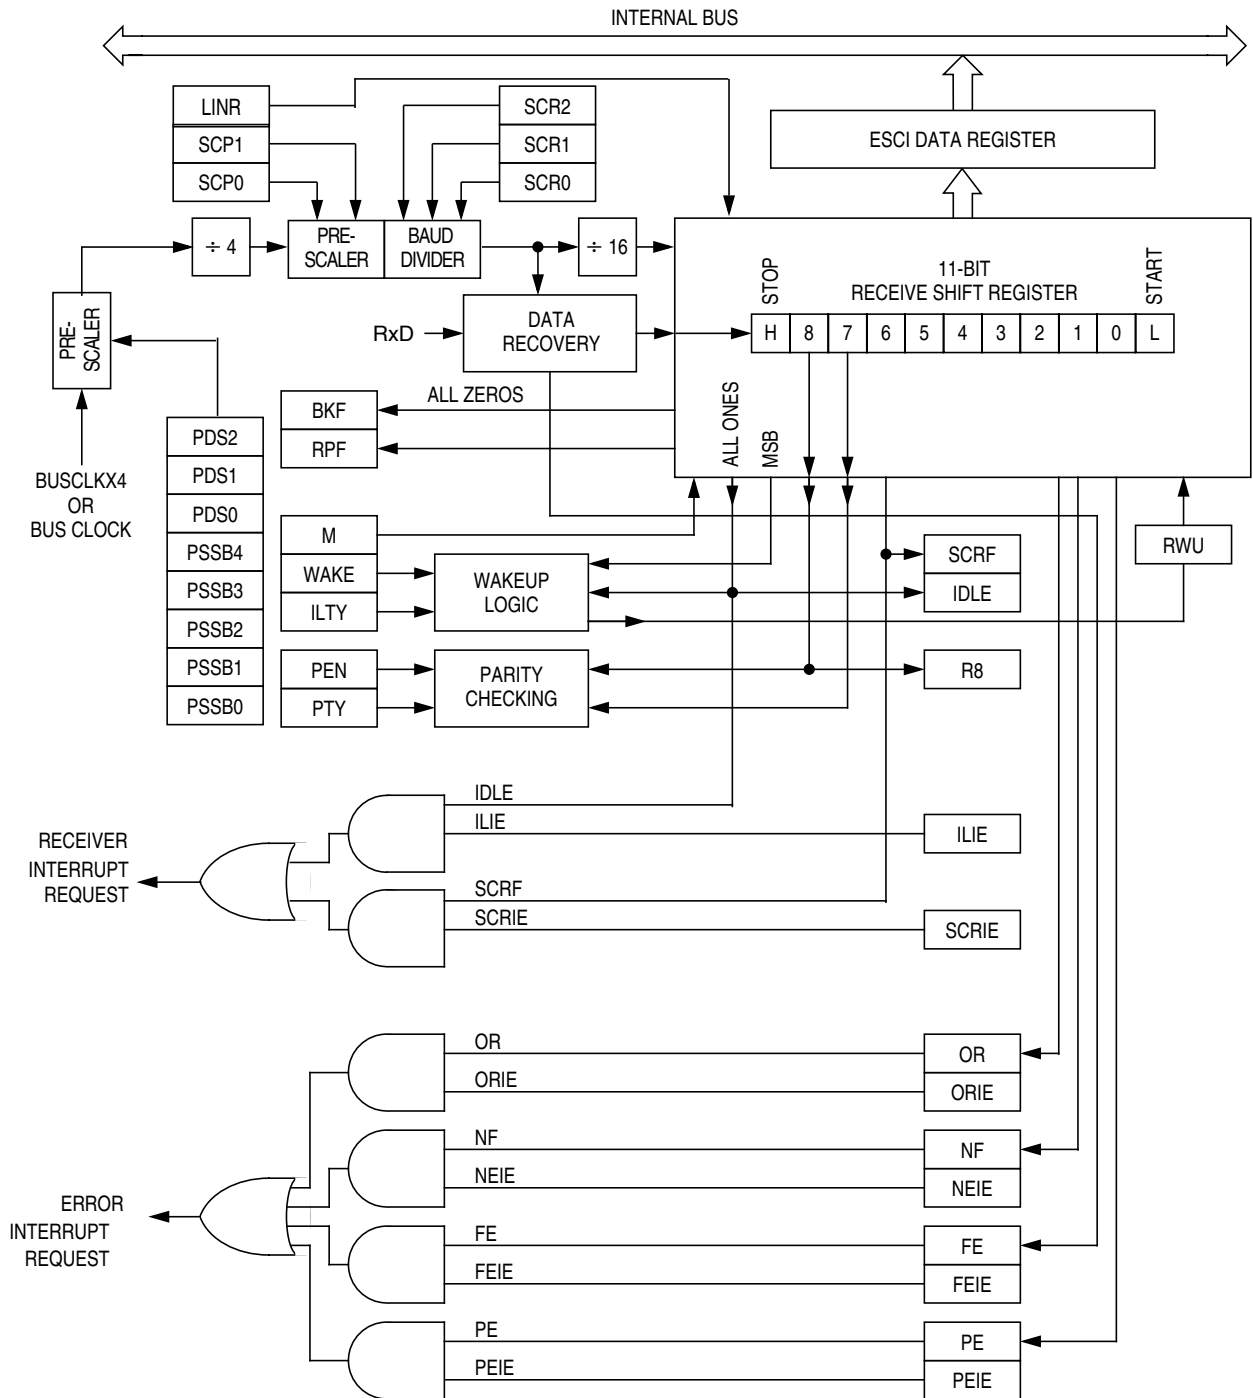 INTERNAL BUS
LINR
SCP1
SCP0
SCR2
SCR1
SCR0
ESCI DATA REGISTER
÷ 4
PRE-
SCALER
BAUD
DIVIDER
÷ 16
PRE-
SCALER
RxD
DATA
RECOVERY
STOP
11-BIT
RECEIVE SHIFT REGISTER
START
H 8 7 6 5 4 3 2 1 0 L
ALL ZEROS
ALL ONES
MSB
BKF
RPF
BUSCLKX4
OR
BUS CLOCK
PDS2
PDS1
PDS0
PSSB4
PSSB3
PSSB2
PSSB1
PSSB0
M
WAKE
ILTY
WAKEUP
LOGIC
SCRF
IDLE
RWU
PEN
PTY
PARITY
CHECKING
R8
RECEIVER
INTERRUPT
REQUEST
IDLE
ILIE
ILIE
SCRF
SCRIE
SCRIE
ERROR
INTERRUPT
REQUEST
OR
OR
ORIE
ORIE
NF
NF
NEIE
NEIE
FE
FE
FEIE
FEIE
PE
PE
PEIE
PEIE